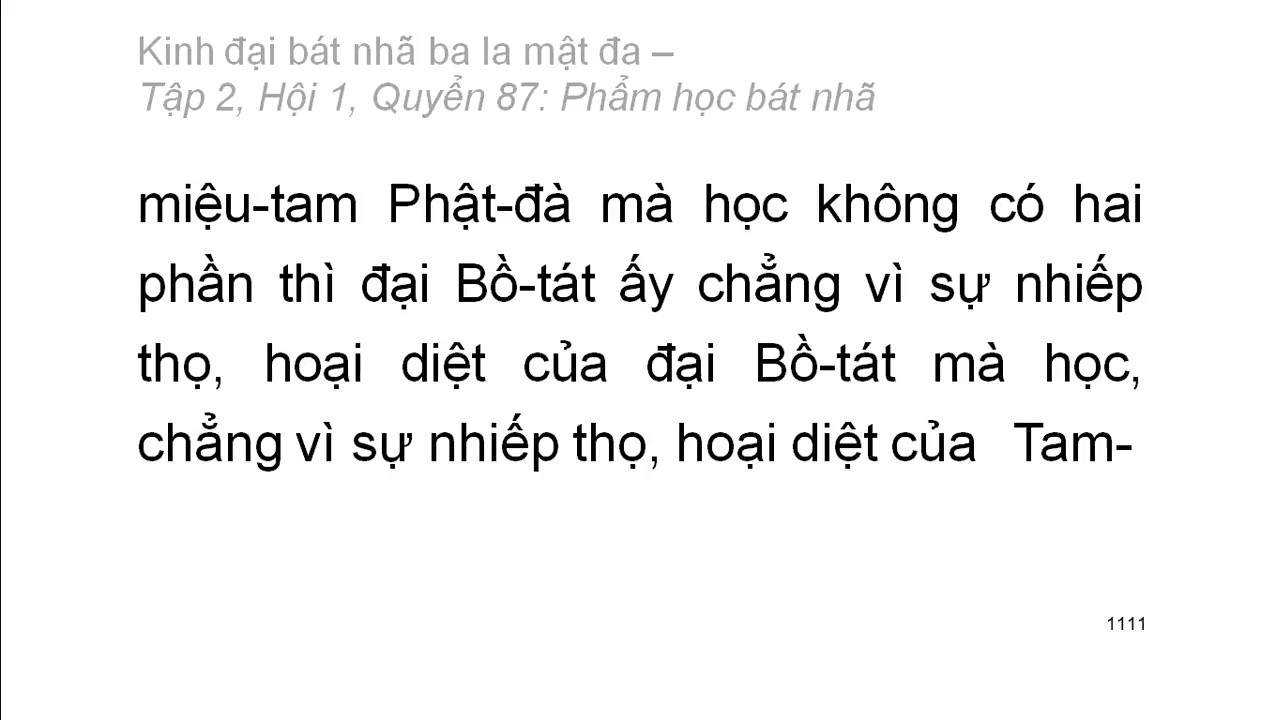 Kinh đại bát nhã ba la mật đa –
Tập 2, Hội 1, Quyển 87: Phẩm học bát nhã
miệu-tam Phật-đà mà học không có hai
phần thì đại Bồ-tát ấy chẳng vì sự nhiếp
thọ, hoại diệt của đại Bồ-tát mà học,
chẳng vì sự nhiếp thọ, hoại diệt của Tam-
1111